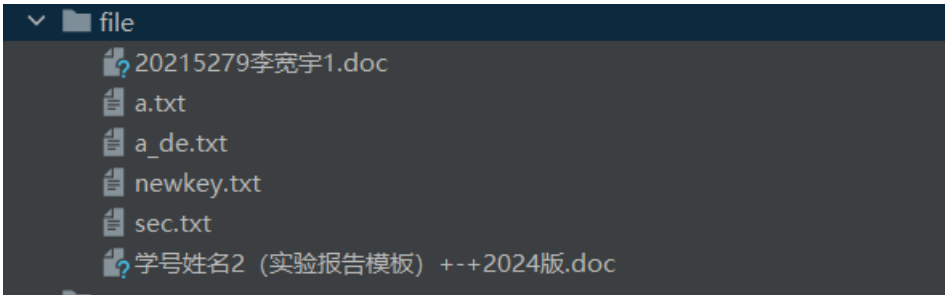 file
20215279李宽宇1.doc
a.txt
a_de.txt
newkey.txt
sec.txt
学号姓名2（实验报告模板）+-+2024版.doc